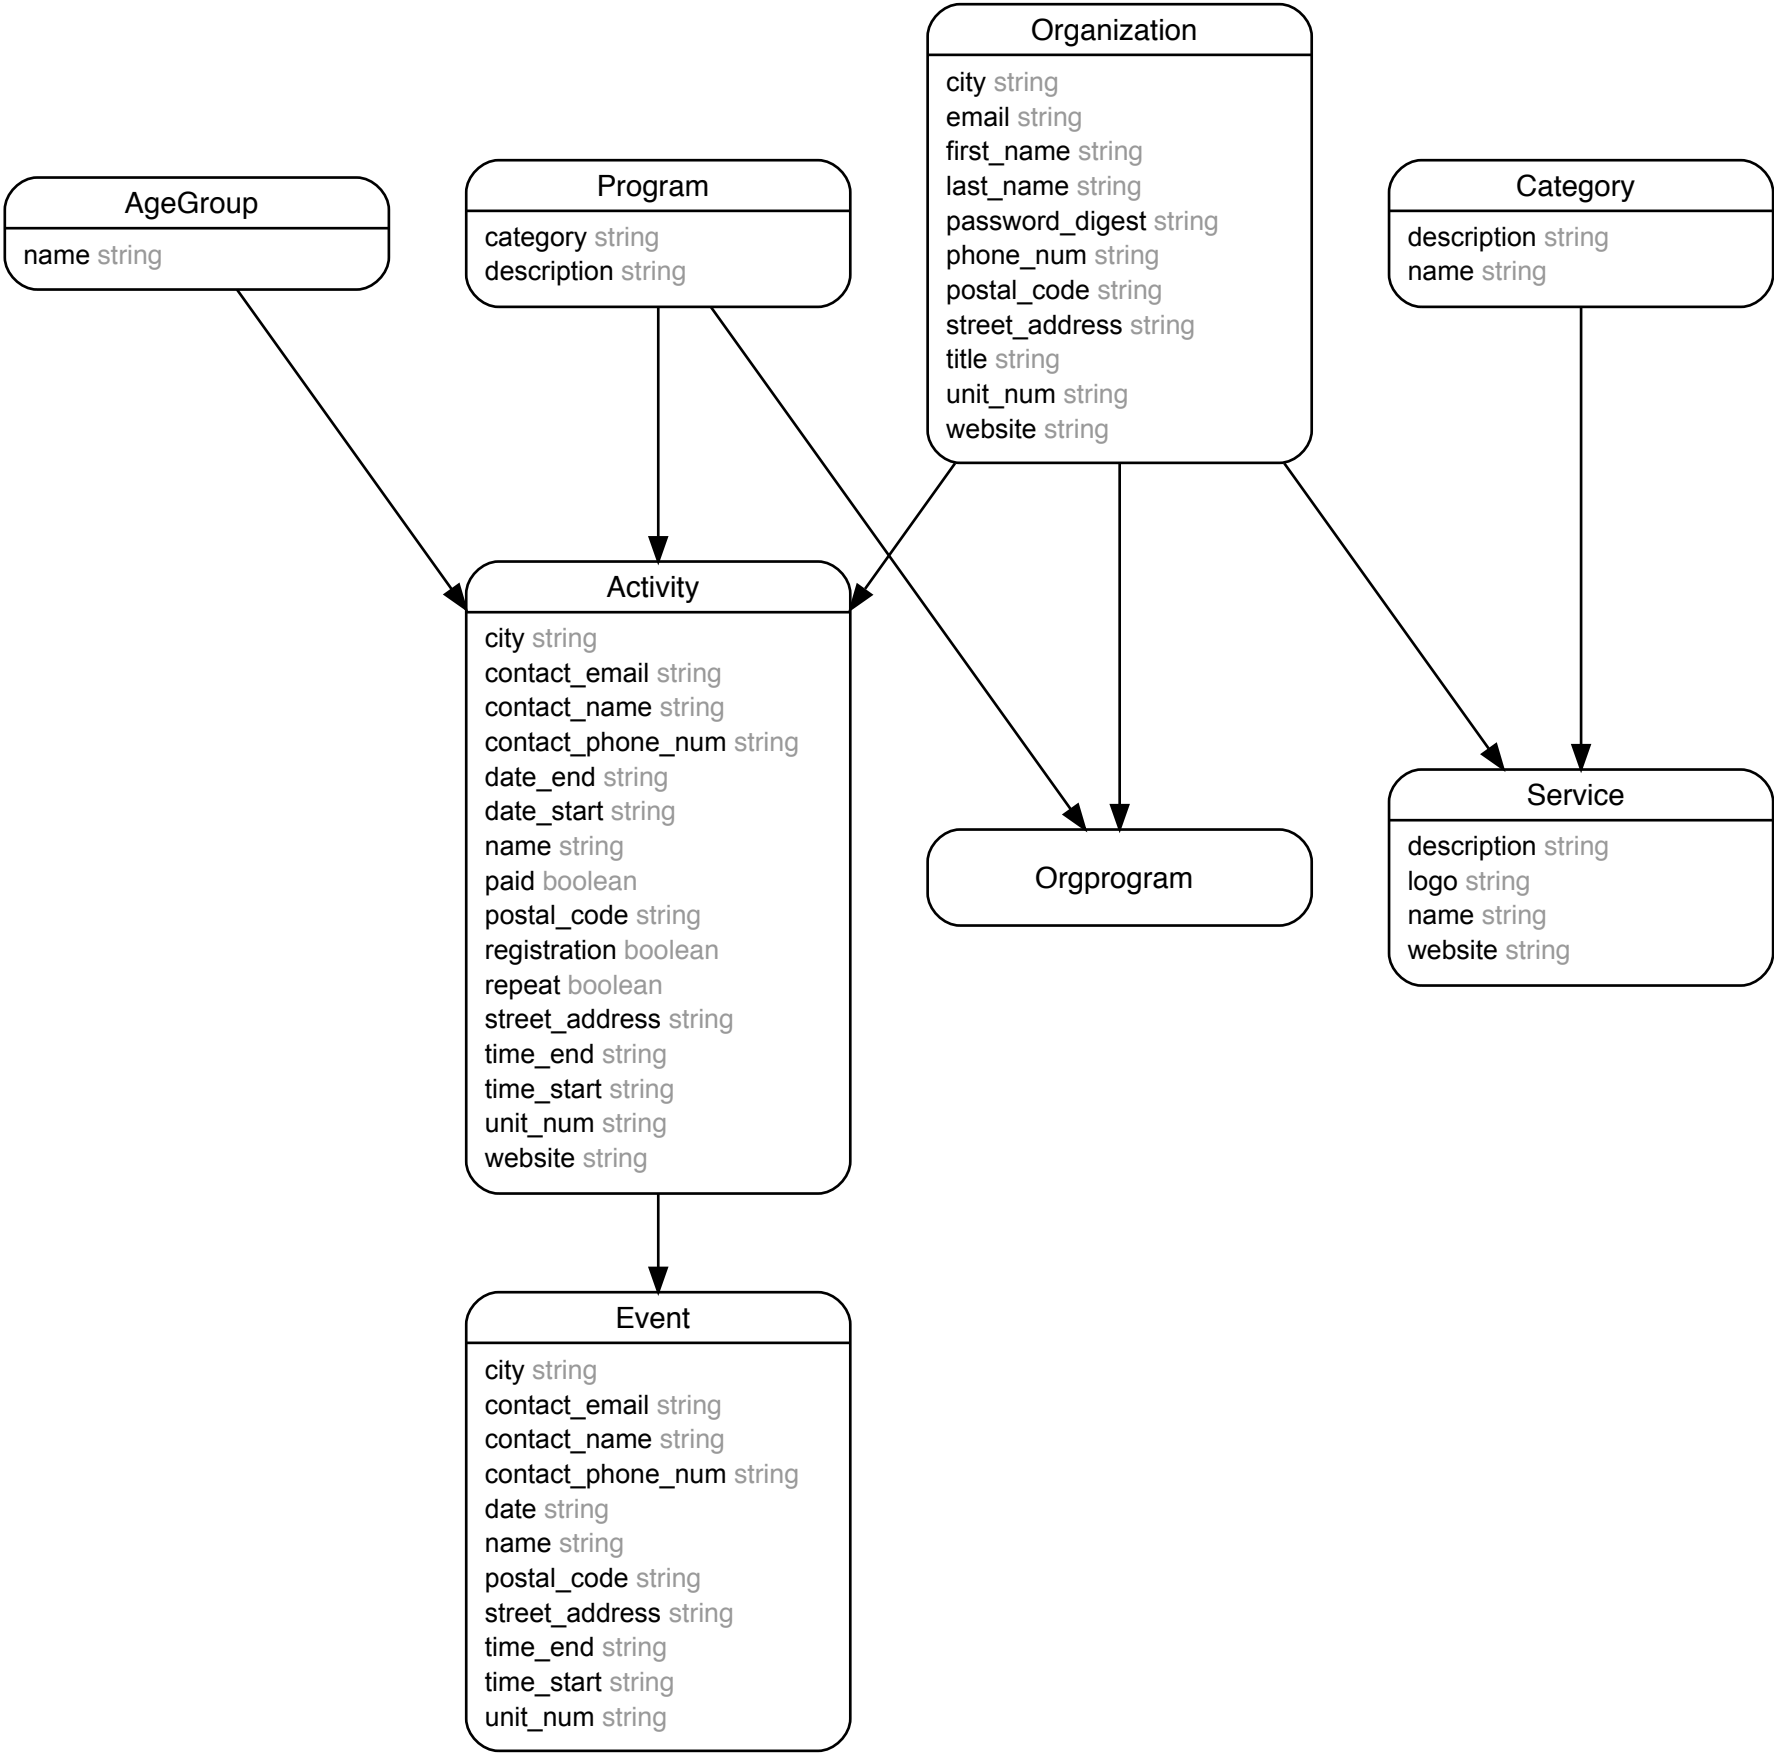 Organization
city string
email string
first_name string
last_name string
password_digest string
phone_num string
postal_code string
street_address string
title string
unit_num string
website string
AgeGroup
name string
Program
category string
description string
Category
description string
name string
Activity
city string
contact_email string
contact_name string
contact_phone_num string
date_end string
date_start string
name string
paid boolean
postal_code string
registration boolean
repeat boolean
street_address string
time_end string
time_start string
unit_num string
website string
Orgprogram
Service
description string
logo string
name string
website string
Event
city string
contact_email string
contact_name string
contact_phone_num string
date string
name string
postal_code string
street_address string
time_end string
time_start string
unit_num string